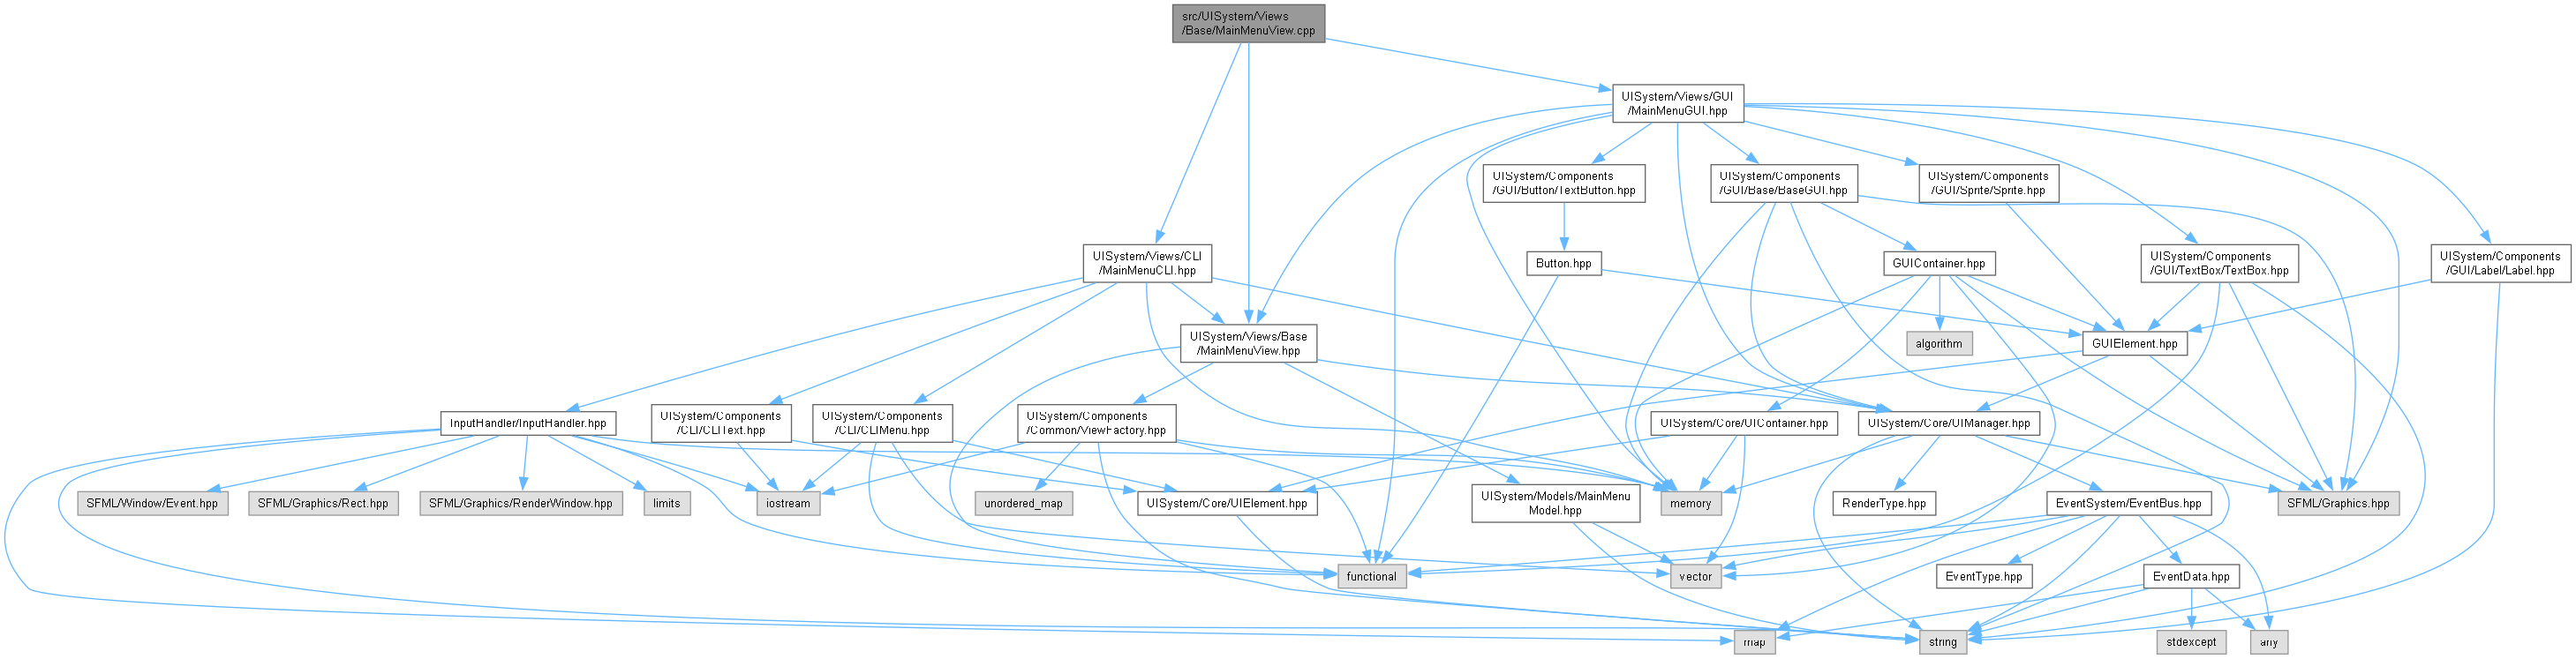 src/UISystem/Views
/Base/MainMenuView.cpp
UISystem/Views/GUI
/MainMenuGUI.hpp
UISystem/Components
/GUI/Button/TextButton.hpp
UISystem/Components
/GUI/Base/BaseGUI.hpp
UISystem/Components
/GUI/Sprite/Sprite.hpp
UISystem/Views/CLI
/MainMenuCLI.hpp
Button.hpp
GUIContainer.hpp
UISystem/Components
/GUI/TextBox/TextBox.hpp
UISystem/Components
/GUI/Label/Label.hpp
UISystem/Views/Base
/MainMenuView.hpp
algorithm
GUIElement.hpp
InputHandler/InputHandler.hpp
UISystem/Components
/CLI/CLIText.hpp
UISystem/Components
/CLI/CLIMenu.hpp
UISystem/Components
/Common/ViewFactory.hpp
UISystem/Core/UIContainer.hpp
UISystem/Core/UIManager.hpp
SFML/Window/Event.hpp
SFML/Graphics/Rect.hpp
SFML/Graphics/RenderWindow.hpp
limits
iostream
unordered_map
UISystem/Core/UIElement.hpp
UISystem/Models/MainMenu
Model.hpp
memory
RenderType.hpp
EventSystem/EventBus.hpp
SFML/Graphics.hpp
functional
vector
EventType.hpp
EventData.hpp
map
string
stdexcept
any